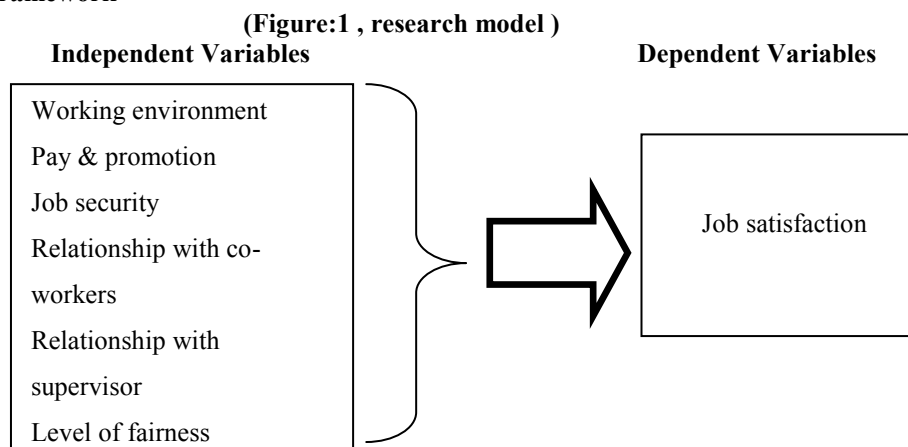 (Figure:1 , research model )
Independent Variables
Dependent Variables
Working environment
Pay & promotion
Job security
Relationship with co-
workers
Relationship with
supervisor
Level of fairness
Job satisfaction